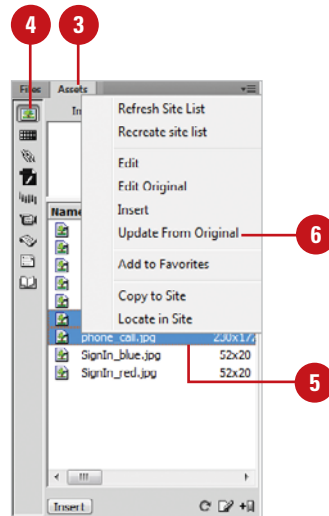 4
3
Files Assets
Refresh Site List
Recreate site list
Edit
Edit Original
Insert
Update From Original
6
Add to Favorites
Name
Copy to Site
Locate in Site
phone_call.jpg 230x172
5
SignIn_blue.jpg 52x20
SignIn_red.jpg 52x20
Insert